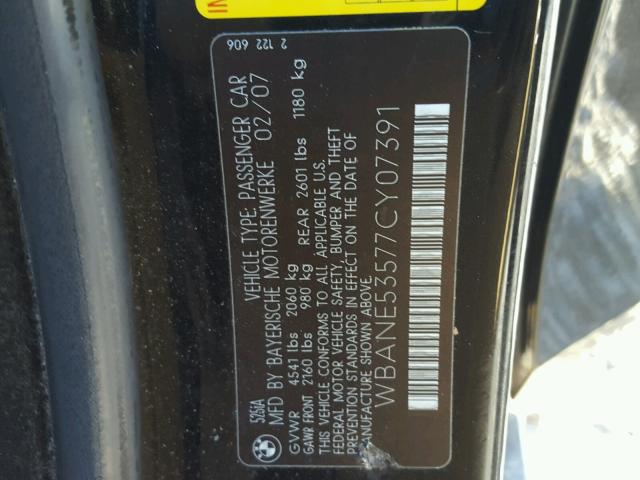 2 122 606
525iA VEHICLE TYPE: PASSENGER CAR
MFD BY BAYERISCHE MOTORENWERKE 02/07
GVWR 4541 lbs 2060 kg
GAWR FRONT 2160 lbs 980 kg REAR 2601 lbs 1180 kg
THIS VEHICLE CONFORMS TO ALL APPLICABLE U.S.
FEDERAL MOTOR VEHICLE SAFETY, BUMPER AND THEFT
PREVENTION STANDARDS IN EFFECT ON THE DATE OF
MANUFACTURE SHOWN ABOVE.
WBANE53577CY07391